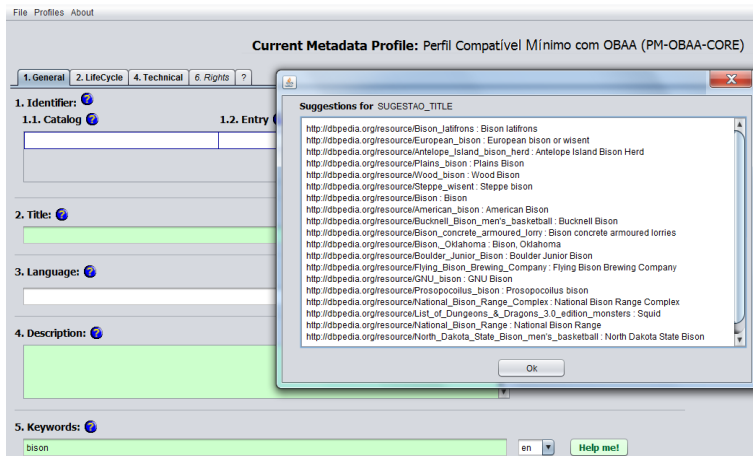 File Profiles About
Current Metadata Profile: Perfil Compatível Mínimo com OBAA (PM-OBAA-CORE)
1. General 2. LifeCycle 4. Technical 6. Rights ?
1. Identifier: ?
1.1. Catalog ? 1.2. Entry
2. Title: ?
3. Language: ?
4. Description: ?
5. Keywords: ?
bison en Help me!
X
Suggestions for SUGESTAO_TITLE
http://dbpedia.org/resource/Bison_latifrons : Bison latifrons
http://dbpedia.org/resource/European_bison : European bison or wisent
http://dbpedia.org/resource/Antelope_Island_bison_herd : Antelope Island Bison Herd
http://dbpedia.org/resource/Plains_bison : Plains Bison
http://dbpedia.org/resource/Wood_bison : Wood Bison
http://dbpedia.org/resource/Steppe_wisent : Steppe bison
http://dbpedia.org/resource/Bison : Bison
http://dbpedia.org/resource/American_bison : American Bison
http://dbpedia.org/resource/Bucknell_Bison_men's_basketball : Bucknell Bison
http://dbpedia.org/resource/Bison_concrete_armoured_lorry : Bison concrete armoured lorries
http://dbpedia.org/resource/Bison,_Oklahoma : Bison, Oklahoma
http://dbpedia.org/resource/Boulder_Junior_Bison : Boulder Junior Bison
http://dbpedia.org/resource/Flying_Bison_Brewing_Company : Flying Bison Brewing Company
http://dbpedia.org/resource/GNU_bison : GNU Bison
http://dbpedia.org/resource/Prosopocoilus_bison : Prosopocoilus bison
http://dbpedia.org/resource/National_Bison_Range_Complex : National Bison Range Complex
http://dbpedia.org/resource/List_of_Dungeons_&_Dragons_3.0_edition_monsters : Squid
http://dbpedia.org/resource/National_Bison_Range : National Bison Range
http://dbpedia.org/resource/North_Dakota_State_Bison_men's_basketball : North Dakota State Bison
Ok